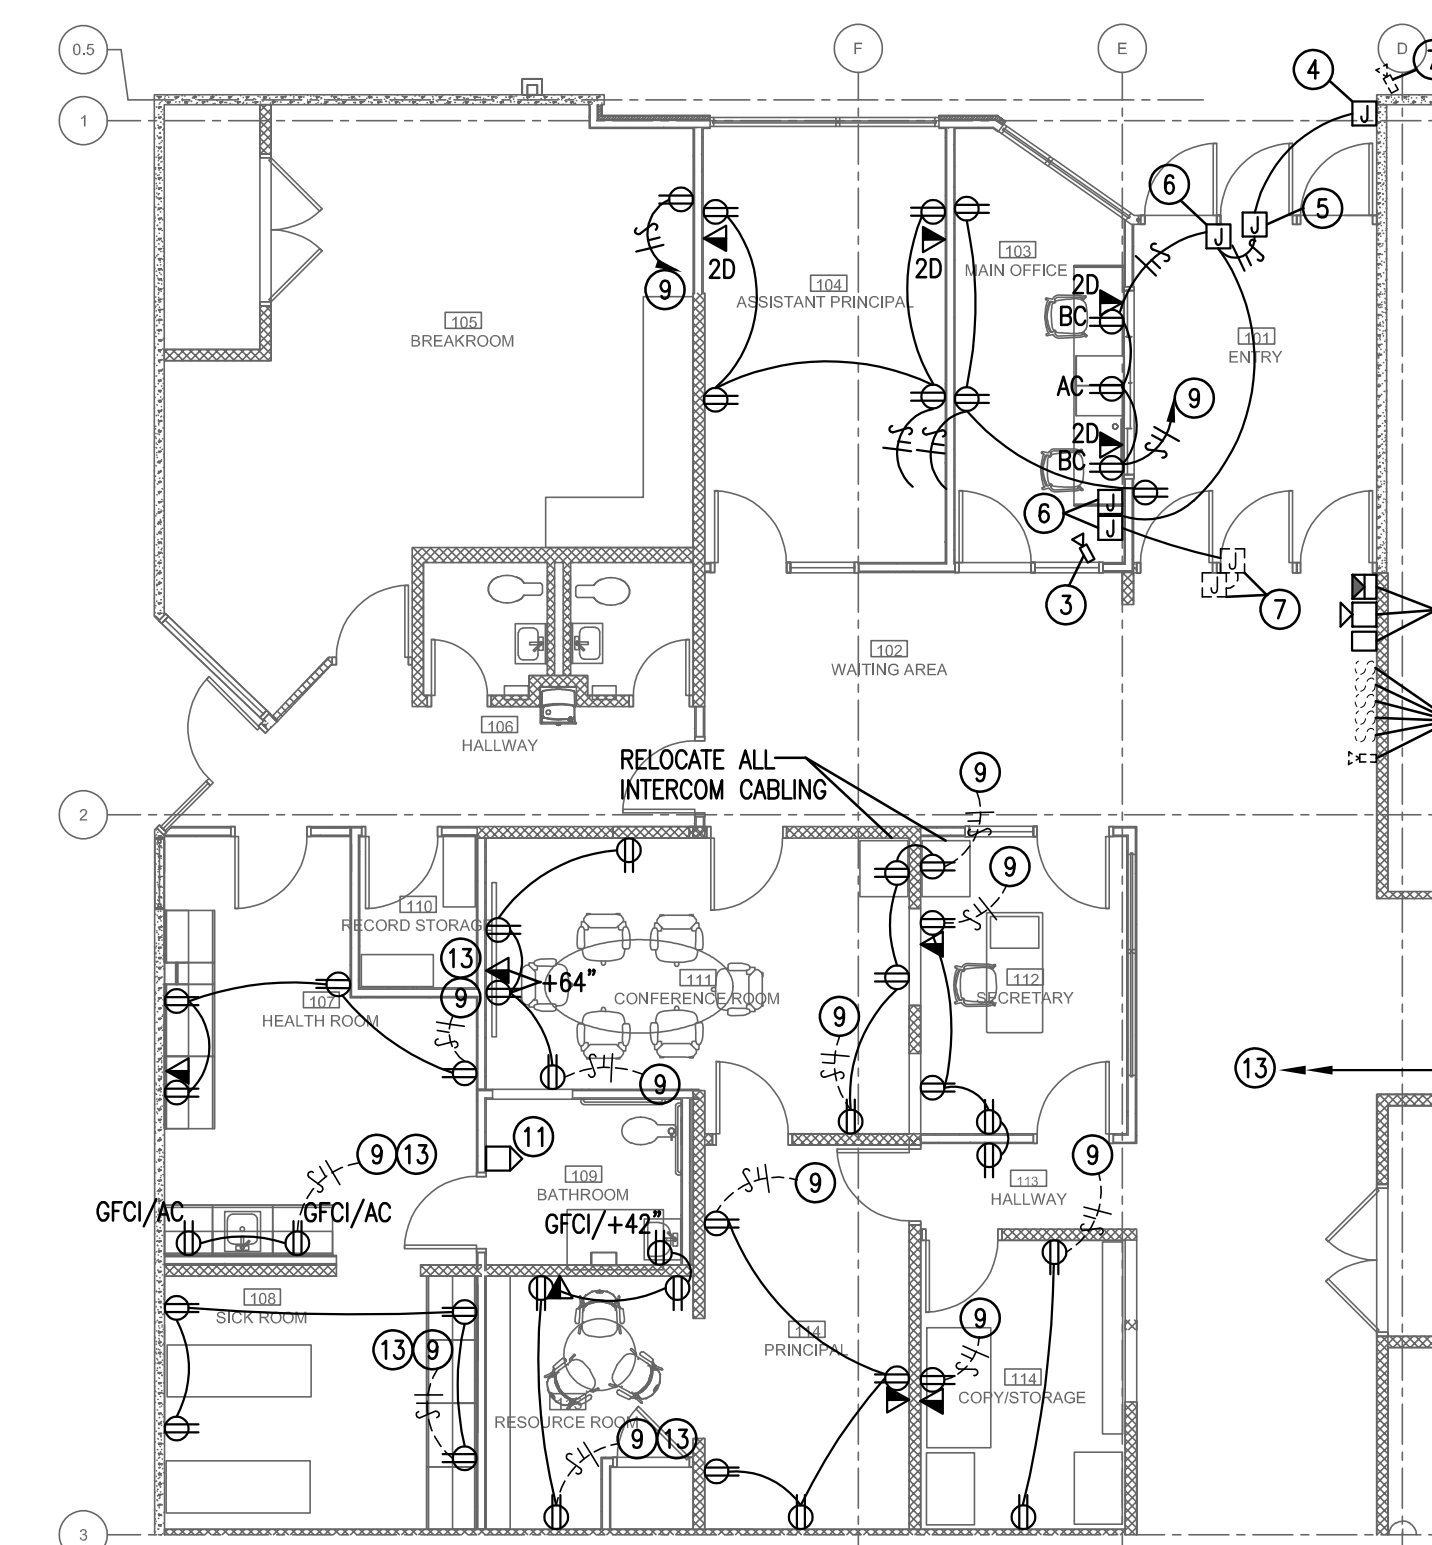 0.5
F
E
D
4
7
1
6
5
J
J
J
103
MAIN OFFICE
2D
2D
9
104
ASSISTANT PRINCIPAL
2D
BC
105
BREAKROOM
101
ENTRY
AC
9
2D
BC
6
J
J
J
J
3
7
102
WAITING AREA
106
HALLWAY
RELOCATE ALL
INTERCOM CABLING
9
2
9
110
RECORD STORAGE
13
+64"
111
CONFERENCE ROOM
112
SECRETARY
107
HEALTH ROOM
9
9
9
13
11
9 13
9
9
109
BATHROOM
113
HALLWAY
GFCI/AC
GFCI/AC
GFCI/+42"
108
SICK ROOM
9
114
PRINCIPAL
13 9
114
COPY/STORAGE
RESOURCE ROOM
9 13
3